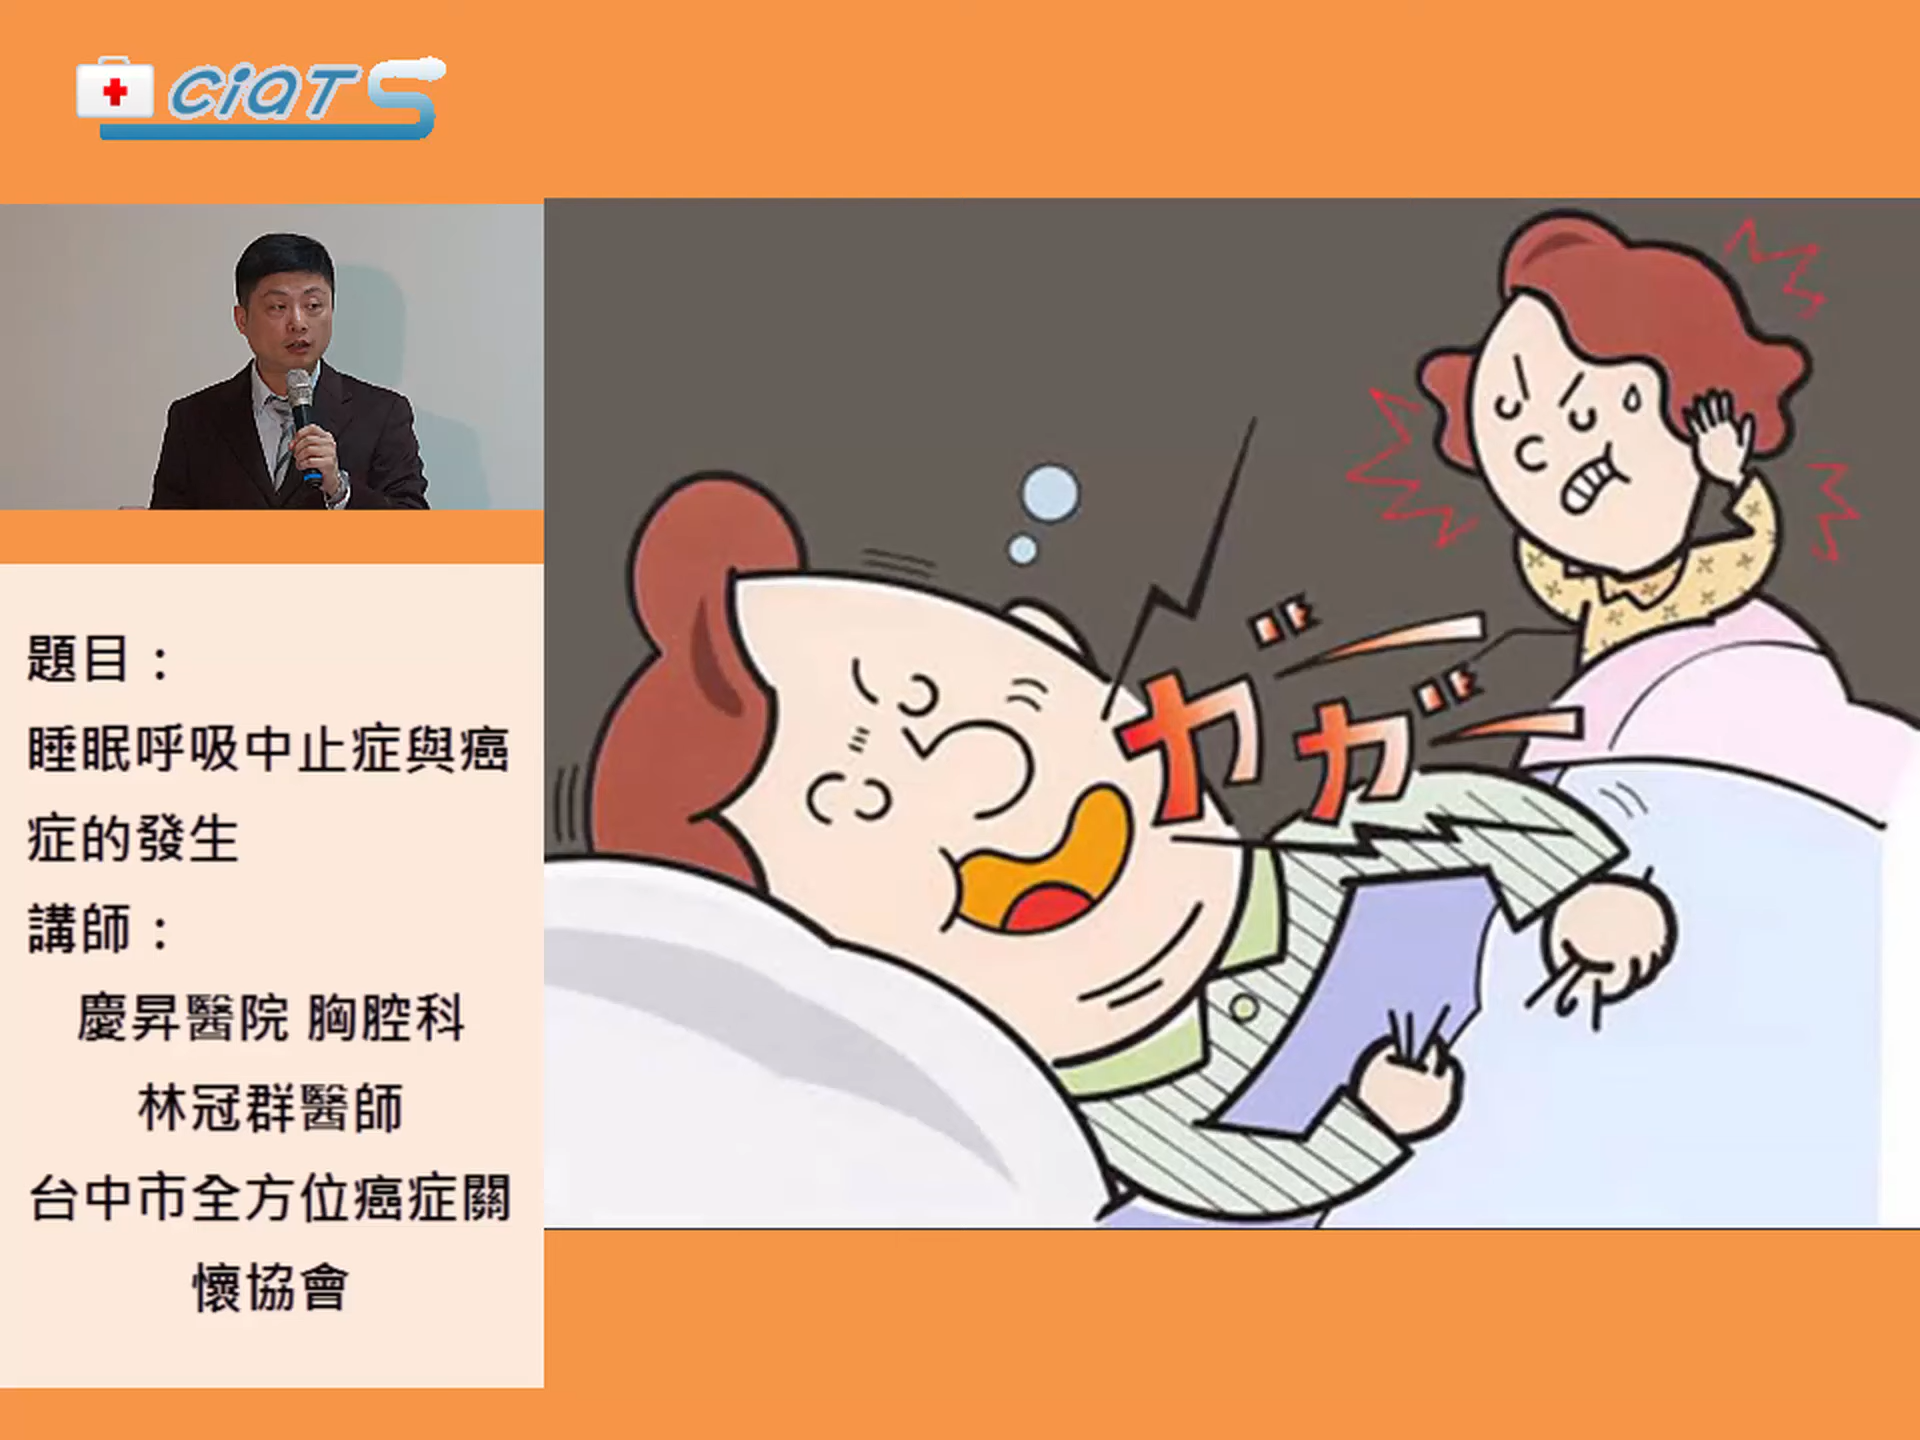 ciaTS
題目：
睡眠呼吸中止症與癌
症的發生
講師：
慶昇醫院 胸腔科
林冠群醫師
台中市全方位癌症關
懷協會
ガガー